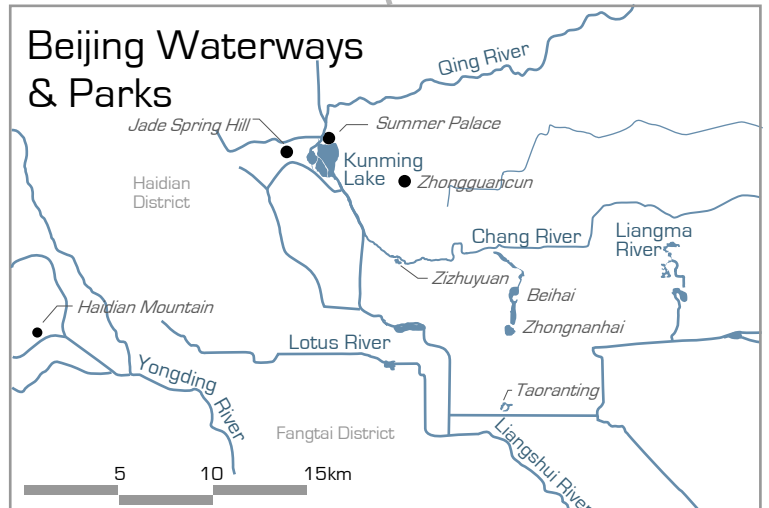 Beijing Waterways
& Parks
Qing River
Jade Spring Hill
Summer Palace
Kunming
Lake
Zhongguancun
Haidian
District
Chang River
Liangma
River
Zizhuyuan
Beihai
Haidian Mountain
Zhongnanhai
Lotus River
Yongding River
Taoranting
Fangtai District
Liangshui River
5 10 15km